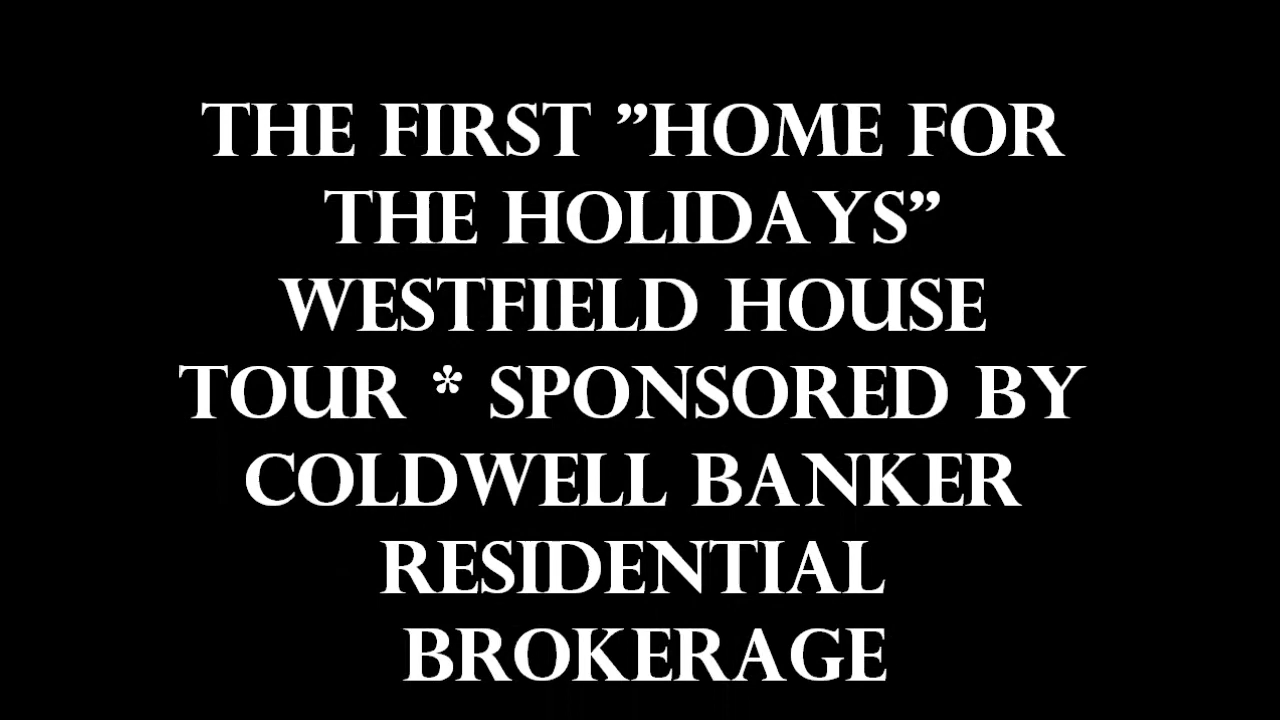 THE FIRST ”HOME FOR
THE HOLIDAYS”
WESTFIELD HOUSE
TOUR * SPONSORED BY
COLDWELL BANKER
RESIDENTIAL
BROKERAGE